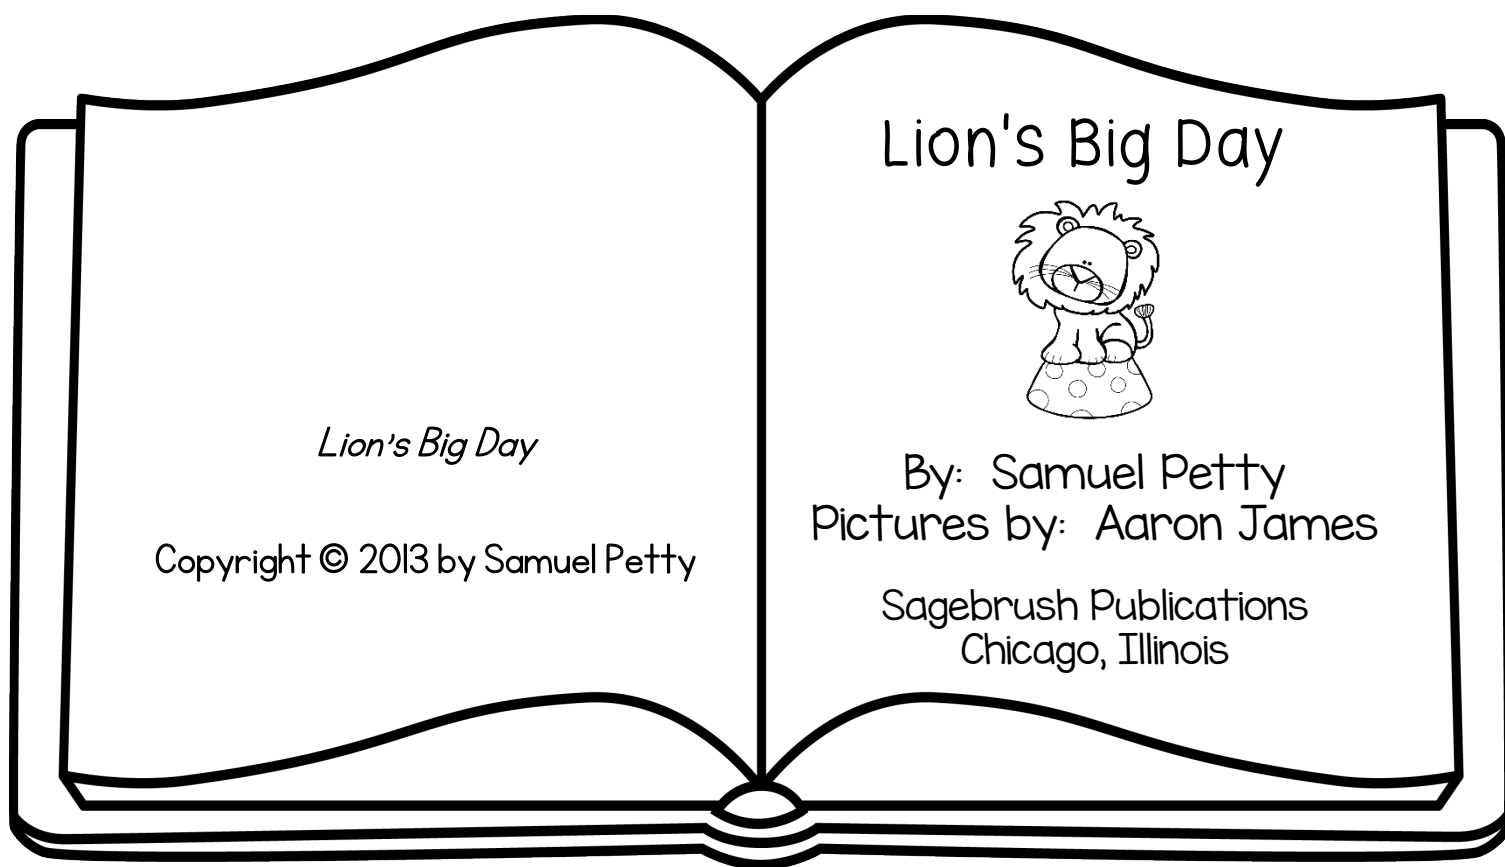 Lion's Big Day
Copyright © 2013 by Samuel Petty
Lion's Big Day
By: Samuel Petty
Pictures by: Aaron James
Sagebrush Publications
Chicago, Illinois